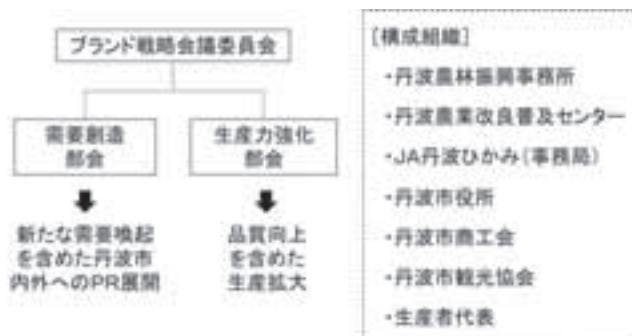 ブランド戦略会議委員会
需要創造
部会
生産力強化
部会
新たな需要喚起
を含めた丹波市
内外へのPR展開
品質向上
を含めた
生産拡大
[構成組織]
・丹波農林振興事務所
・丹波農業改良普及センター
・JA丹波ひかみ(事務局)
・丹波市役所
・丹波市商工会
・丹波市観光協会
・生産者代表